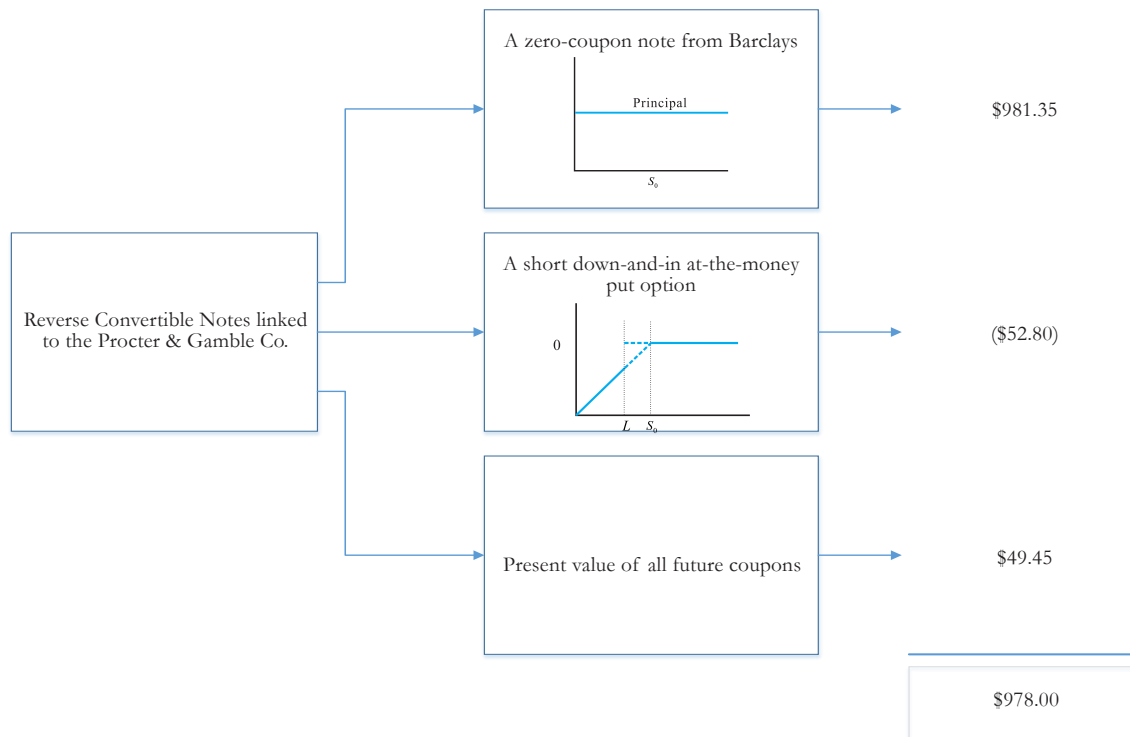 A zero-coupon note from Barclays
Principal
S₀
$981.35
Reverse Convertible Notes linked
to the Procter & Gamble Co.
A short down-and-in at-the-money
put option
0
L S₀
($52.80)
Present value of all future coupons
$49.45
$978.00